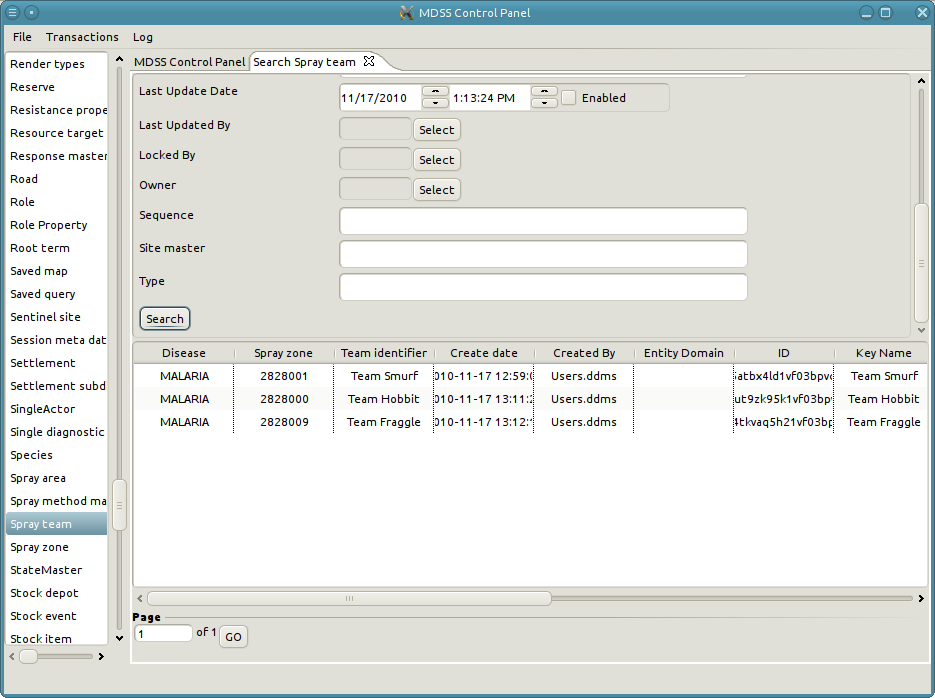 MDSS Control Panel
File Transactions Log
Render types
Reserve
Resistance prope
Resource target
Response master
Road
Role
Role Property
Root term
Saved map
Saved query
Sentinel site
Session meta dat
Settlement
Settlement subd
SingleActor
Single diagnostic
Species
Spray area
Spray method ma
Spray team
Spray zone
StateMaster
Stock depot
Stock event
Stock item
MDSS Control Panel Search Spray team
Last Update Date 11/17/2010 1:13:24 PM Enabled
Last Updated By Select
Locked By Select
Owner Select
Sequence
Site master
Type
Search
Disease Spray zone Team identifier Create date Created By Entity Domain ID Key Name
MALARIA 2828001 Team Smurf 010-11-17 12:59:0 Users.ddms Team Smurf
MALARIA 2828000 Team Hobbit 010-11-17 13:11:2 Users.ddms ut9zk95k1vf03bpv Team Hobbit
MALARIA 2828009 Team Fraggle 010-11-17 13:12:1 Users.ddms 4tkvaq5h21vf03bp Team Fraggle
Page
1 of 1 GO